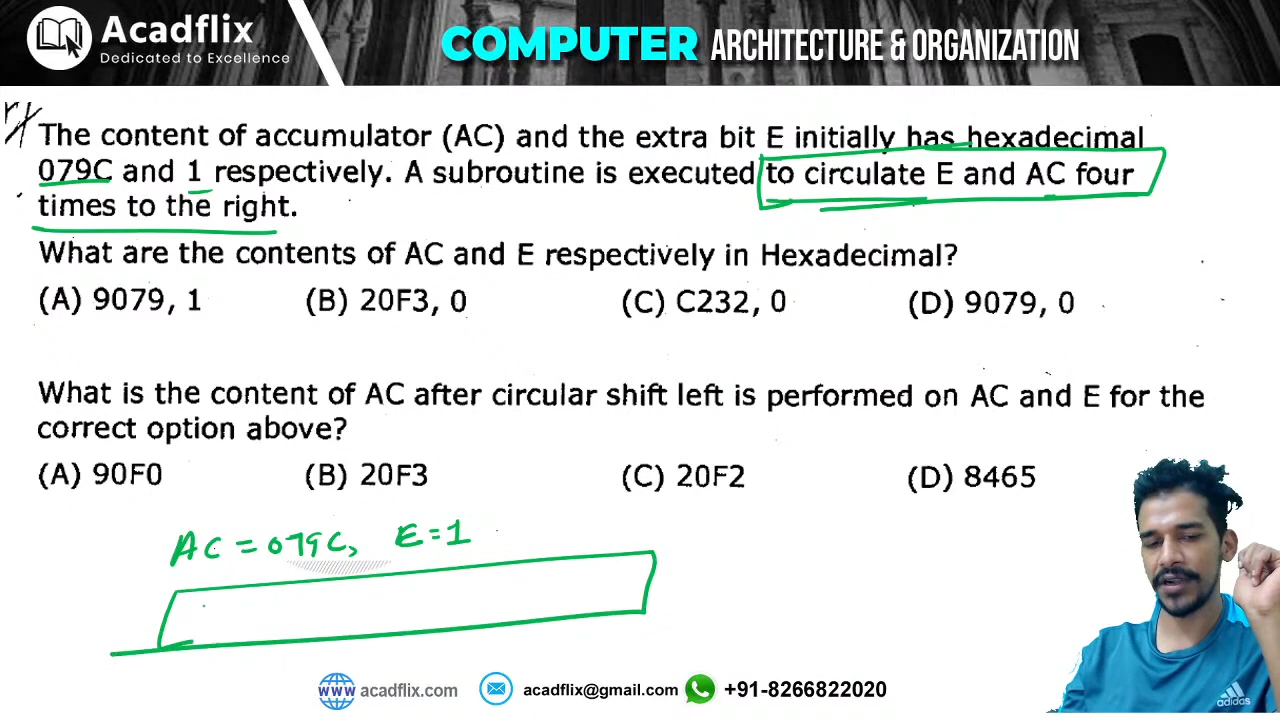 Acadflix
Dedicated to Excellence
COMPUTER ARCHITECTURE & ORGANIZATION
The content of accumulator (AC) and the extra bit E initially has hexadecimal
079C and 1 respectively. A subroutine is executed to circulate E and AC four
times to the right.
What are the contents of AC and E respectively in Hexadecimal?
(A) 9079, 1 (B) 20F3, 0 (C) C232, 0 (D) 9079, 0
What is the content of AC after circular shift left is performed on AC and E for the
correct option above?
(A) 90F0 (B) 20F3 (C) 20F2 (D) 8465
AC = 079C, E=1
www acadflix.com acadflix@gmail.com +91-8266822020
adidas